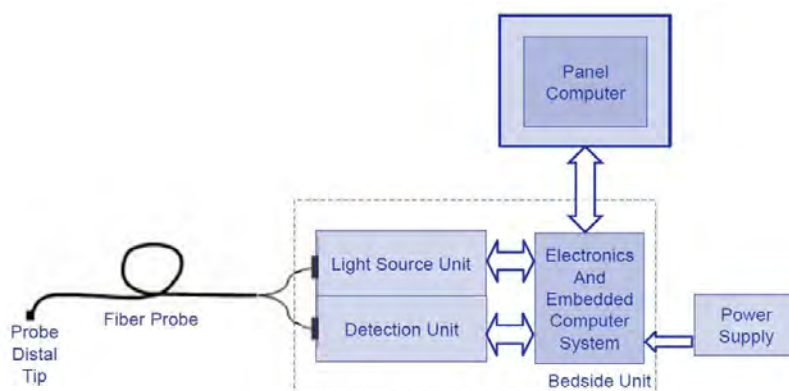 Panel
Computer
Light Source Unit
Electronics
And
Embedded
Computer
System
Detection Unit
Fiber Probe
Probe
Distal
Tip
Power
Supply
Bedside Unit